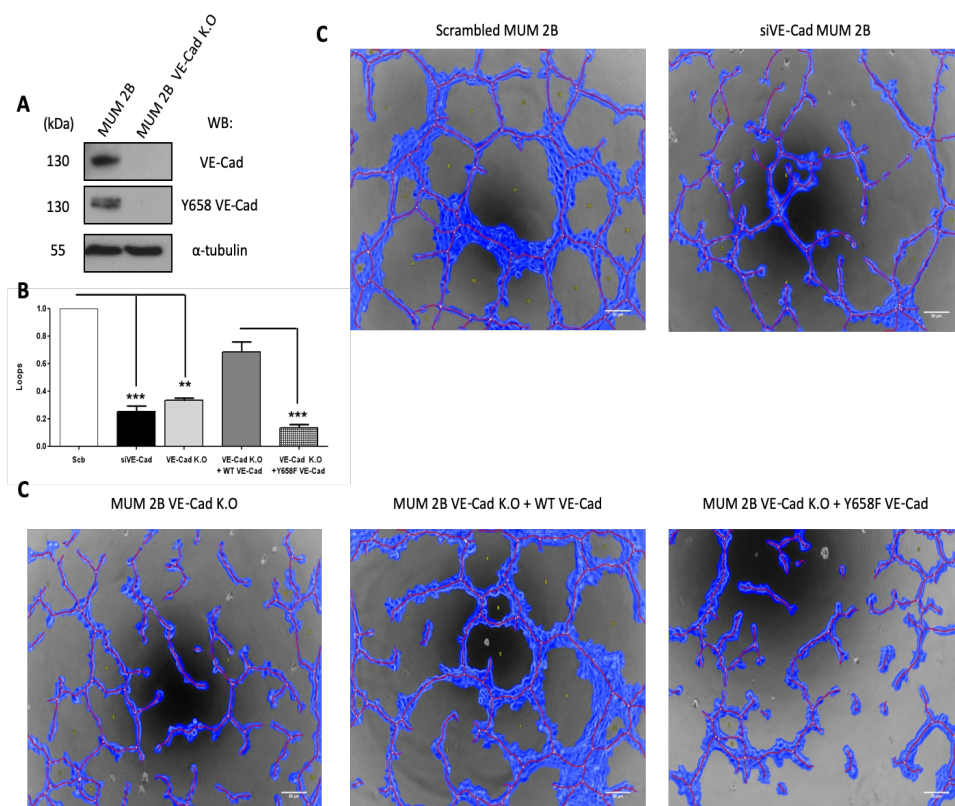 A
(kDa)
MUM 2B
MUM 2B VE-Cad K.O
WB:
130
VE-Cad
130
Y658 VE-Cad
55
α-tubulin
B
Loops
1.0
0.8
0.6
0.4
0.2
0.0
***
**
***
Scb
siVE-Cad
VE-Cad K.O
VE-Cad K.O
+ WT VE-Cad
VE-Cad K.O
+Y658F VE-Cad
C
Scrambled MUM 2B
siVE-Cad MUM 2B
C
MUM 2B VE-Cad K.O
MUM 2B VE-Cad K.O + WT VE-Cad
MUM 2B VE-Cad K.O + Y658F VE-Cad